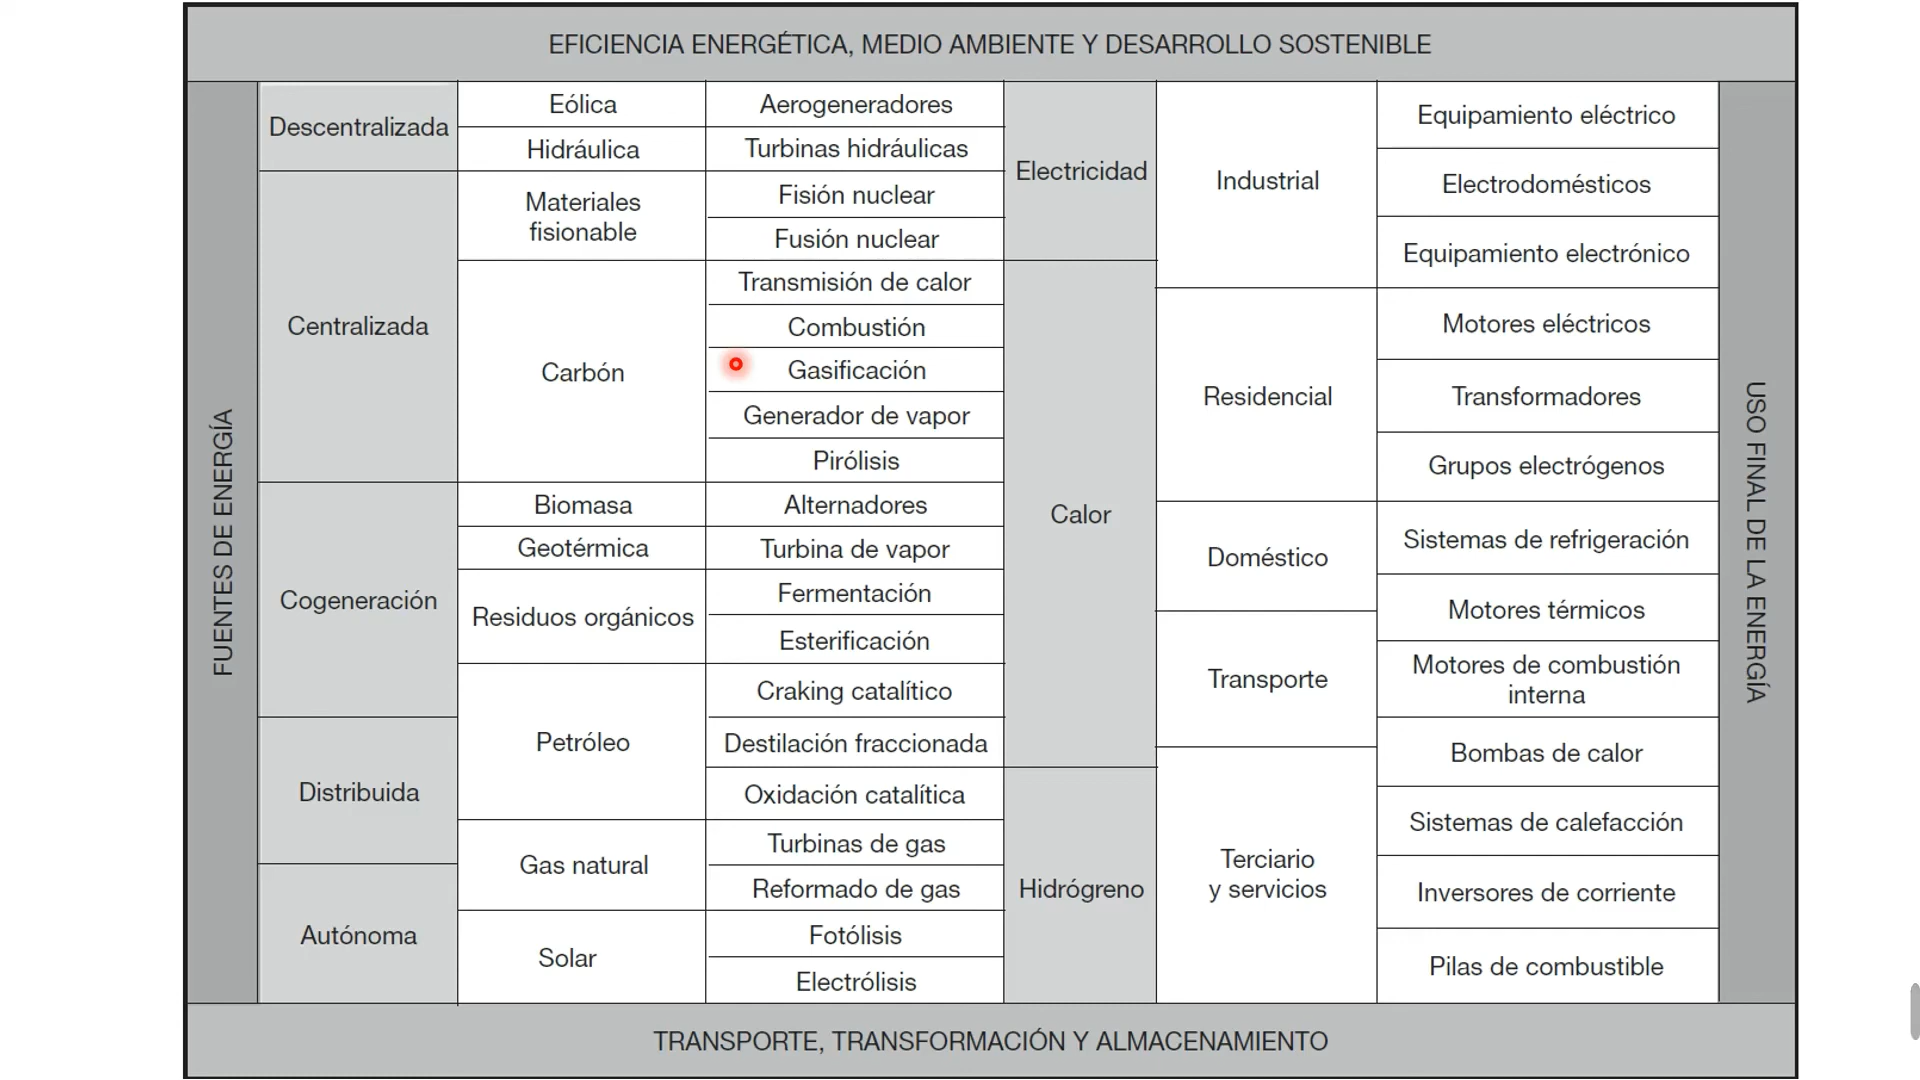 EFICIENCIA ENERGÉTICA, MEDIO AMBIENTE Y DESARROLLO SOSTENIBLE
FUENTES DE ENERGÍA
Descentralizada
Centralizada
Cogeneración
Distribuida
Autónoma
Eólica
Hidráulica
Materiales
fisionable
Carbón
Biomasa
Geotérmica
Residuos orgánicos
Petróleo
Gas natural
Solar
Aerogeneradores
Turbinas hidráulicas
Fisión nuclear
Fusión nuclear
Transmisión de calor
Combustión
Gasificación
Generador de vapor
Pirólisis
Alternadores
Turbina de vapor
Fermentación
Esterificación
Craking catalítico
Destilación fraccionada
Oxidación catalítica
Turbinas de gas
Reformado de gas
Fotólisis
Electrólisis
Electricidad
Calor
Hidrógreno
Industrial
Residencial
Doméstico
Transporte
Terciario
y servicios
Equipamiento eléctrico
Electrodomésticos
Equipamiento electrónico
Motores eléctricos
Transformadores
Grupos electrógenos
Sistemas de refrigeración
Motores térmicos
Motores de combustión
interna
Bombas de calor
Sistemas de calefacción
Inversores de corriente
Pilas de combustible
USO FINAL DE LA ENERGÍA
TRANSPORTE, TRANSFORMACIÓN Y ALMACENAMIENTO